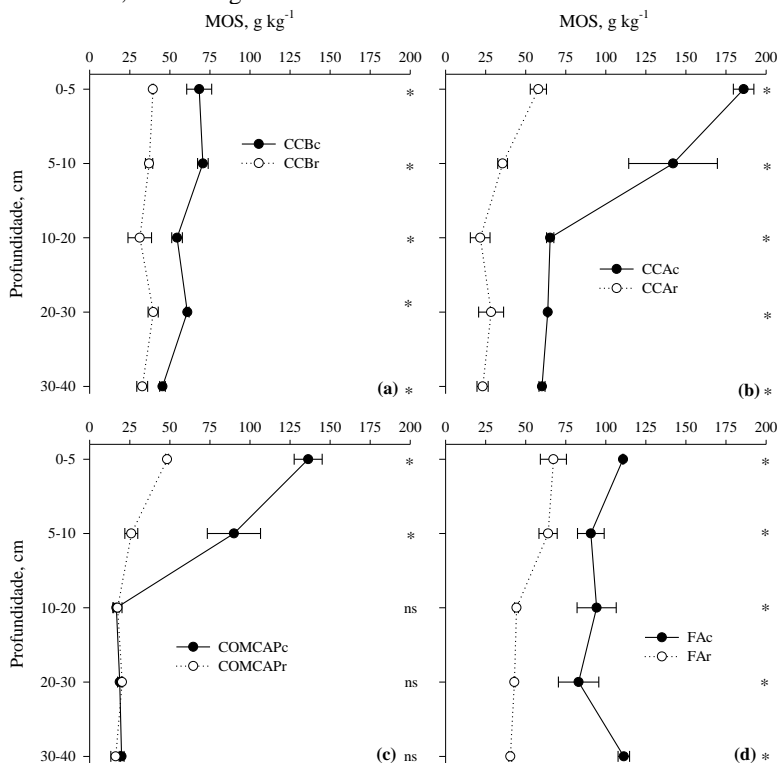 MOS, g kg-1
0 25 50 75 100 125 150 175 200
0 25 50 75 100 125 150 175 200
Profundidade, cm
0-5
5-10
10-20
20-30
30-40
CCBc
CCBr
*
*
*
*
(a) *
MOS, g kg-1
CCAc
CCAr
*
*
*
*
(b) *
0 25 50 75 100 125 150 175 200
0 25 50 75 100 125 150 175 200
Profundidade, cm
0-5
5-10
10-20
20-30
30-40
COMCAPc
COMCAPr
*
*
ns
ns
(c) ns
FAc
FAr
*
*
*
*
(d) *